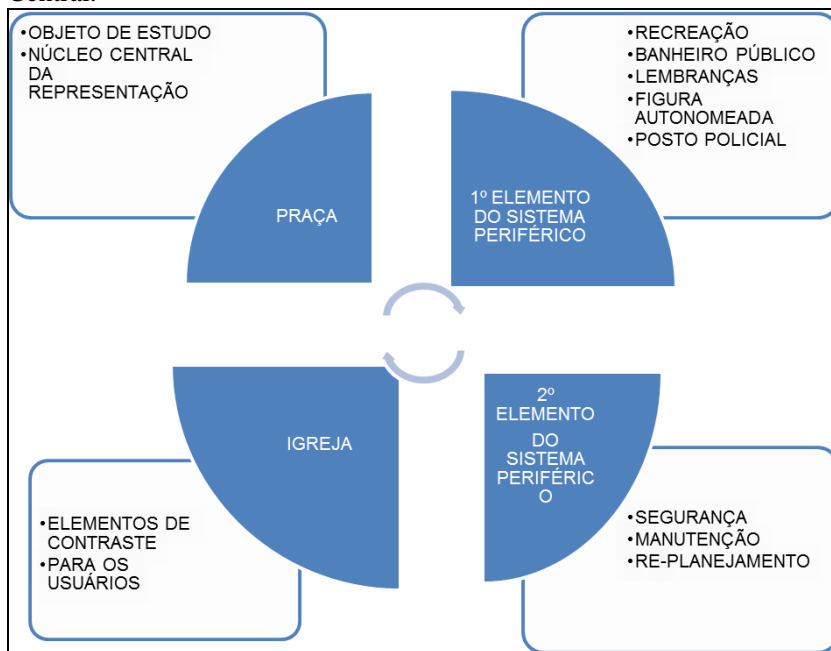 Central.
•OBJETO DE ESTUDO
•NÚCLEO CENTRAL
DA
REPRESENTAÇÃO
•RECREAÇÃO
•BANHEIRO PÚBLICO
•LEMBRANÇAS
•FIGURA
AUTONOMEADA
•POSTO POLICIAL
PRAÇA
1º ELEMENTO
DO SISTEMA
PERIFÉRICO
IGREJA
2º
ELEMENTO
DO
SISTEMA
PERIFÉRIC
O
•ELEMENTOS DE
CONTRASTE
•PARA OS
USUÁRIOS
•SEGURANÇA
•MANUTENÇÃO
•RE-PLANEJAMENTO